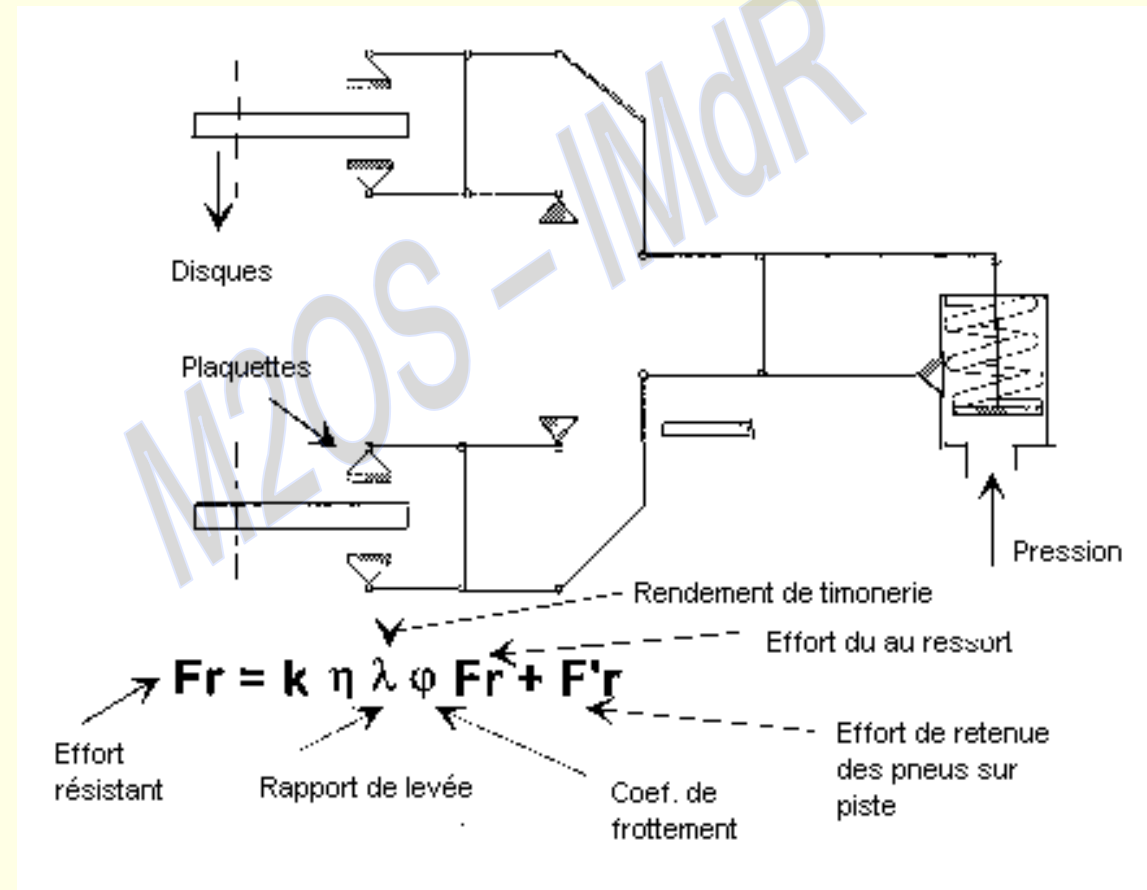 M2OS – IMdR
Disques
Plaquettes
Pression
Rendement de timonerie
Effort du au ressort
Fr = k η λ φ Fr + F'r
Effort
résistant
Rapport de levée
Coef. de
frottement
Effort de retenue
des pneus sur
piste